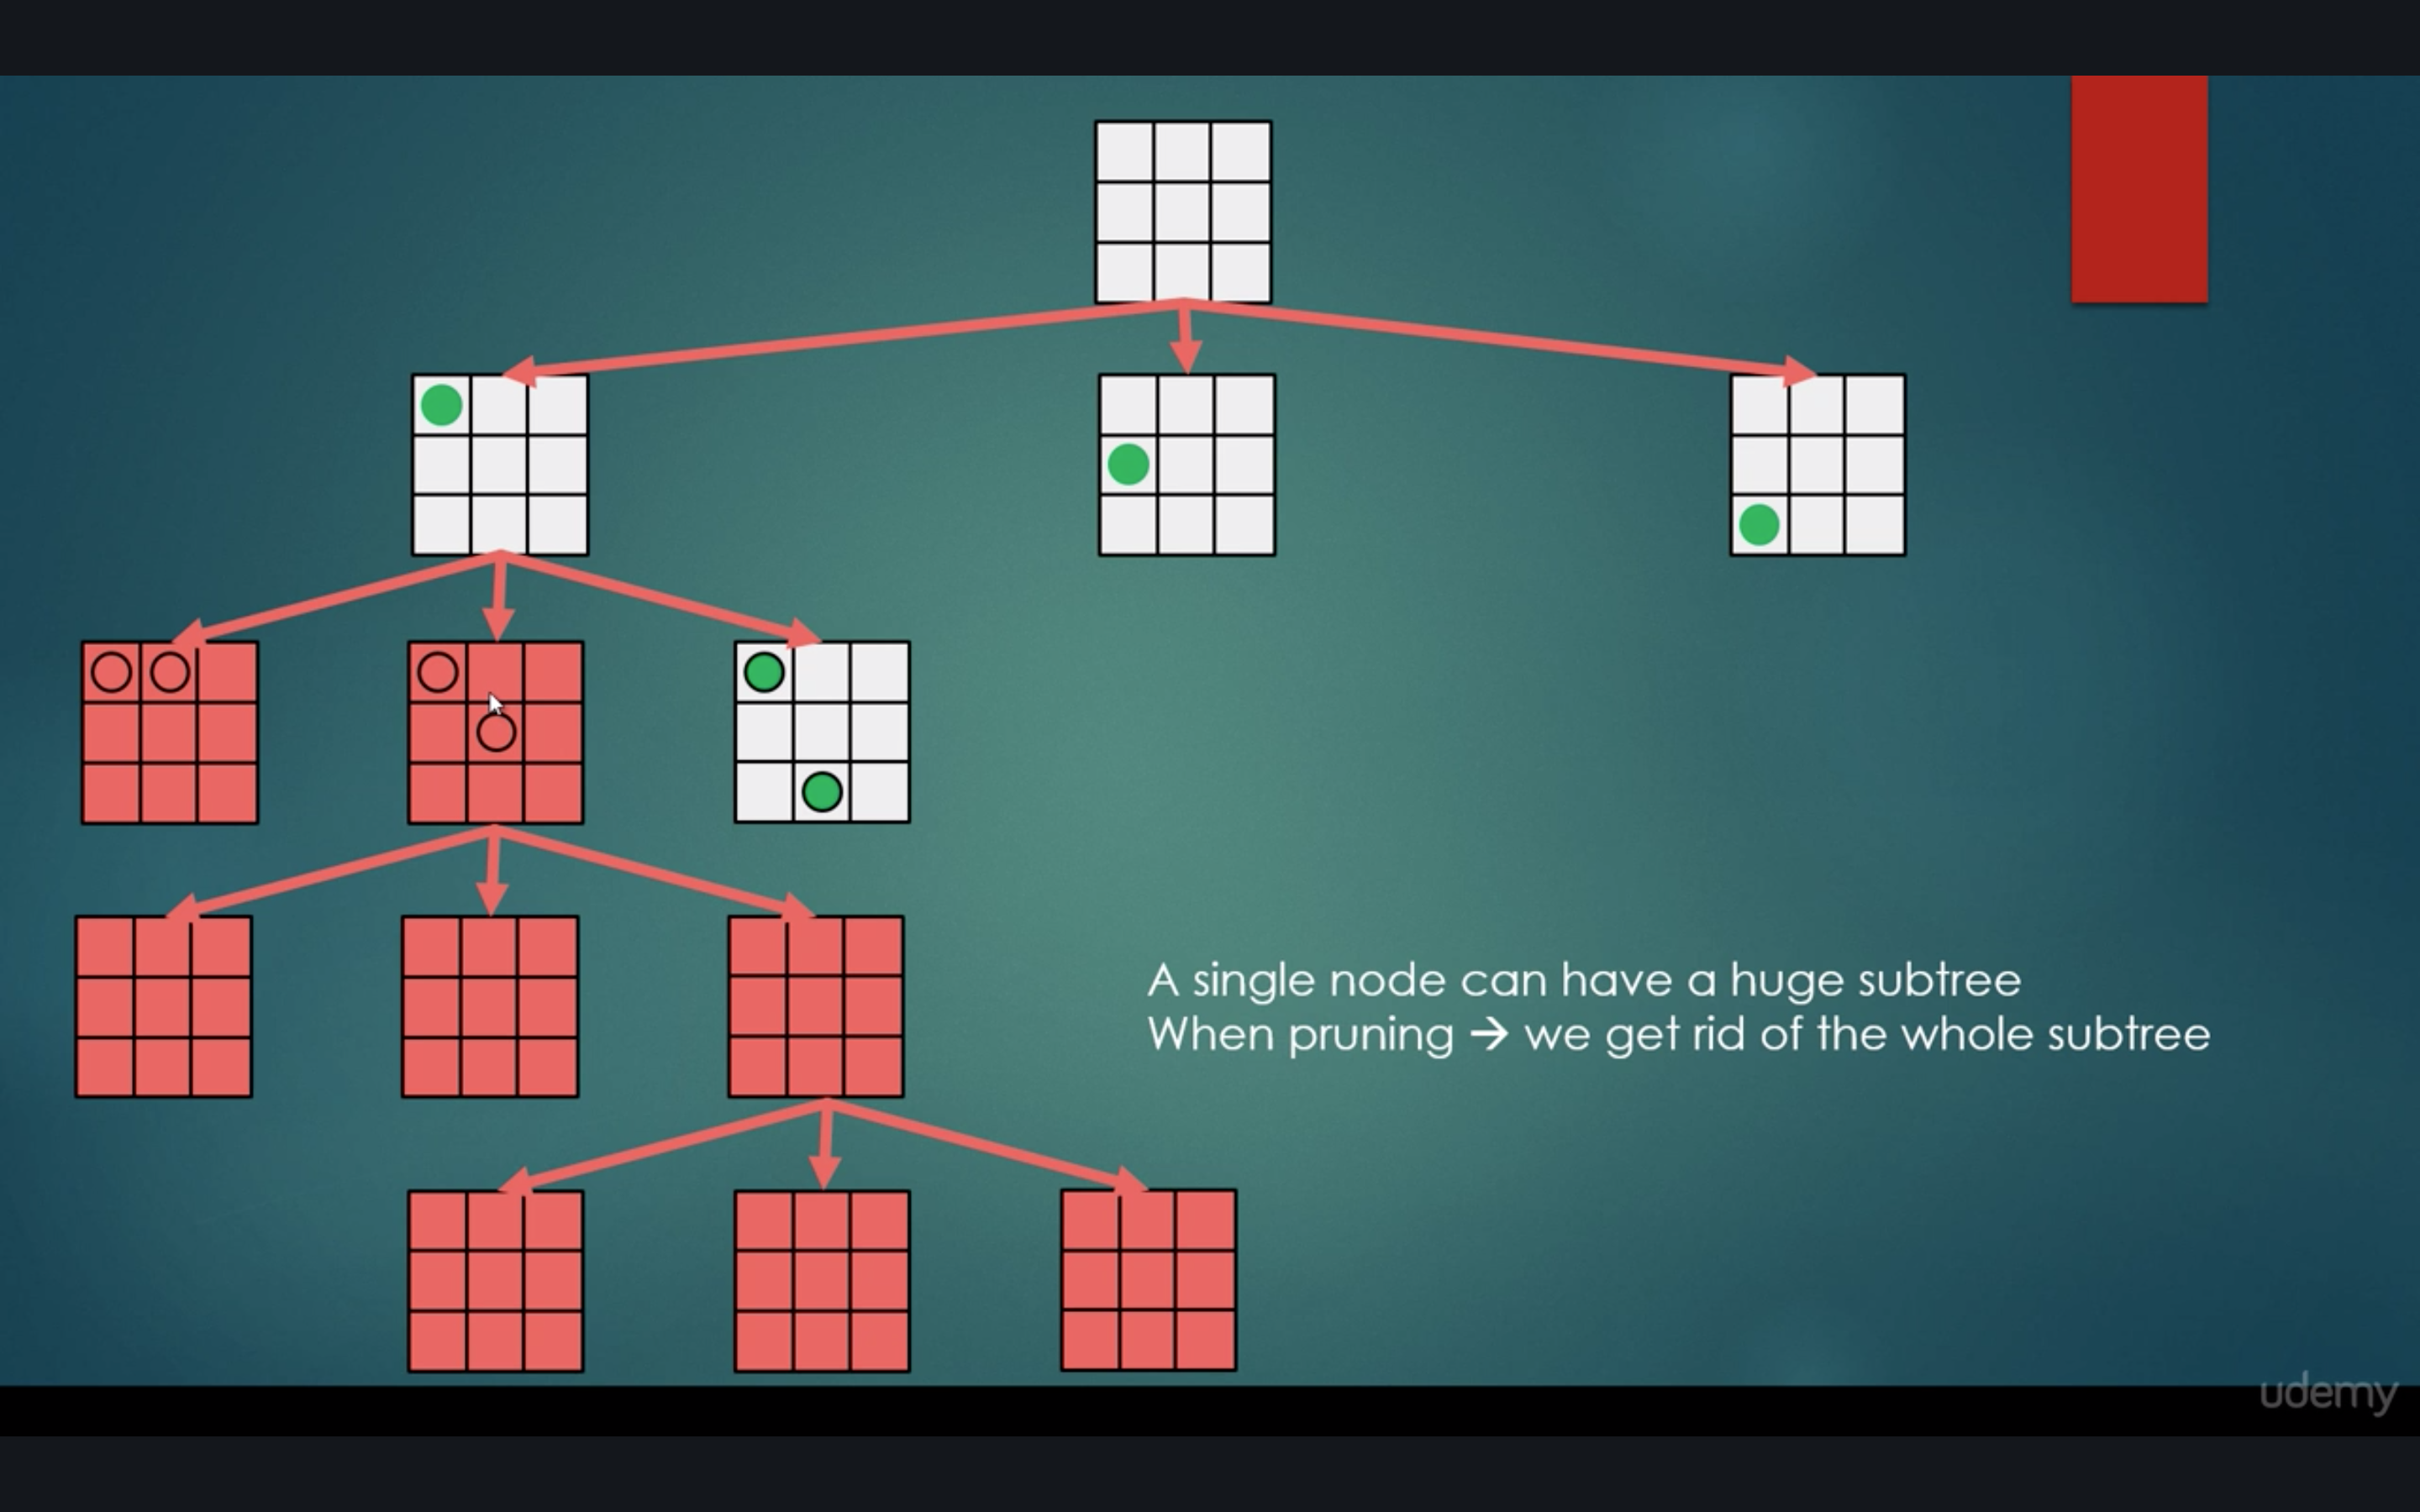 A single node can have a huge subtree
When pruning → we get rid of the whole subtree
udemy